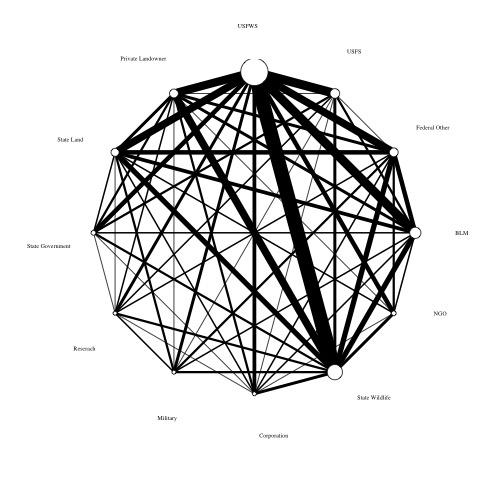 USFWS
USFS
Private Landowner
Federal Other
State Land
BLM
State Government
NGO
Reserach
State Wildlife
Military
Corporation